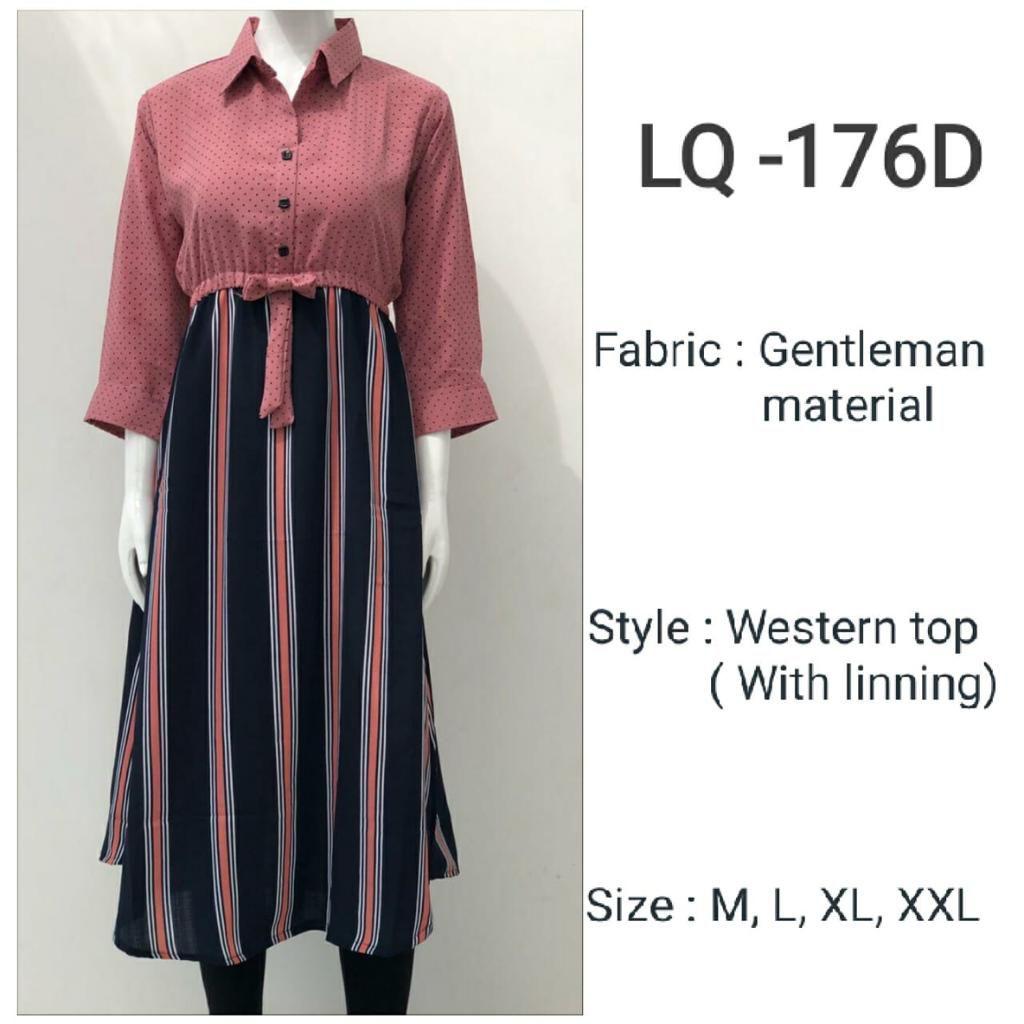 LQ -176D
Fabric : Gentleman
material
Style : Western top
( With linning)
Size : M, L, XL, XXL